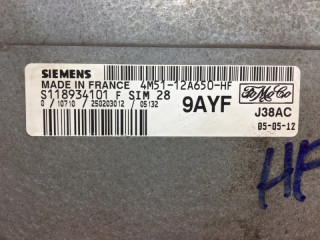 SIEMENS
MADE IN FRANCE 4M51-12A650-HF
S118934101 F SIM 28
0 / 10710 / 250203012 / 05132
9AYF
FoMoCo
J38AC
05-05-12
HF